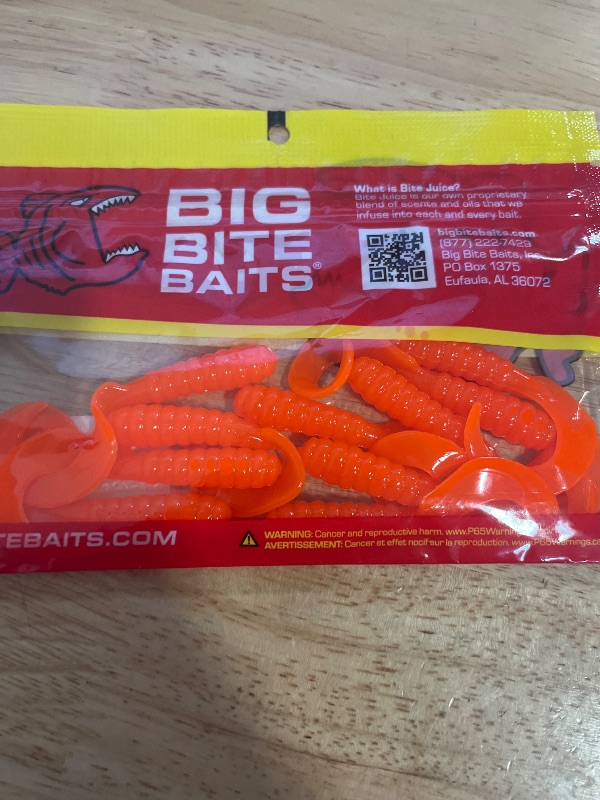 BIG
BITE
BAITS®
What is Bite Juice?
Bite Juice is our own proprietary
blend of scents and oils that we
infuse into each and every bait.
bigbitebaits.com
(877) 222-7429
Big Bite Baits, Inc.
PO Box 1375
Eufaula, AL 36072
TEBAITS.COM
WARNING: Cancer and reproductive harm. www.P65Warnings.ca
AVERTISSEMENT: Cancer et effet nocif sur la reproduction. www.P65Warnings.ca